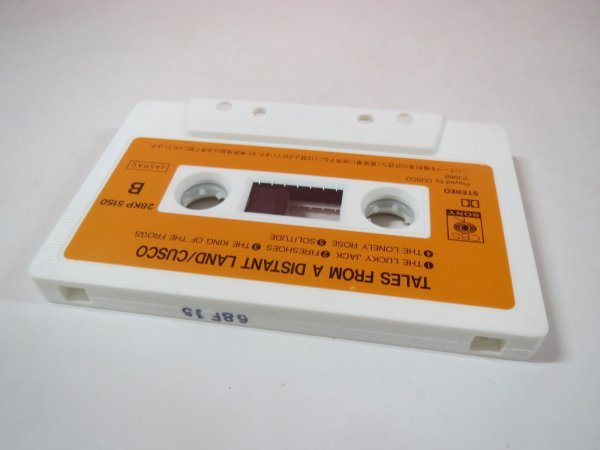 TALES FROM A DISTANT LAND/CUSCO
❶ THE LUCKY JACK ❷ FIRESHOES ❸ THE KING OF THE FROGS
❹ THE LONELY ROSE ❺ SOLITUDE
CBS
SONY
STEREO
Played by CUSCO
℗1988
B
28KP 5150
JASRAC
68F 15